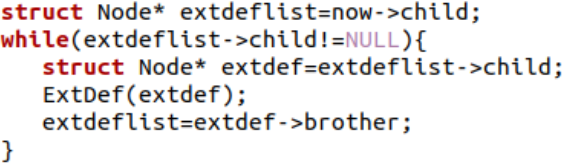 struct Node* extdeflist=now->child;
while(extdeflist->child!=NULL){
   struct Node* extdef=extdeflist->child;
   ExtDef(extdef);
   extdeflist=extdef->brother;
}